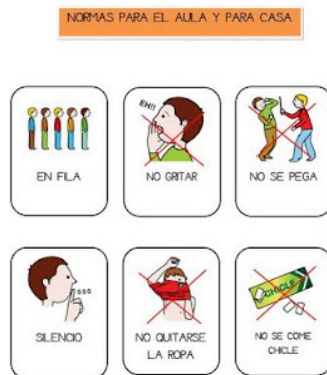 NORMAS PARA EL AULA Y PARA CASA
EH!!
EN FILA
NO GRITAR
NO SE PEGA
SSS
CHICLE
SILENCIO
NO QUITARSE
LA ROPA
NO SE COME
CHICLE